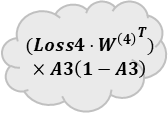 (Loss4 · W⁽⁴⁾ᵀ)
× A3(1 − A3)